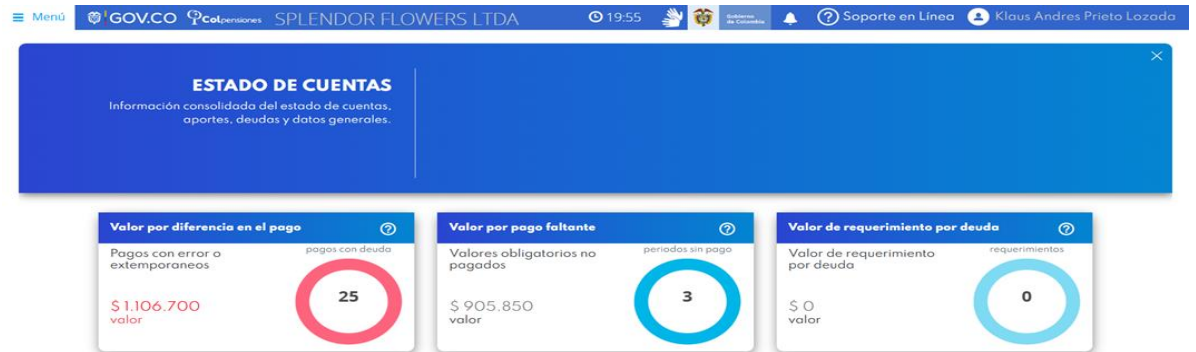 Menú GOV.CO Colpensiones SPLENDOR FLOWERS LTDA 19:55 Gobierno de Colombia Soporte en Línea Klaus Andres Prieto Lozada
ESTADO DE CUENTAS
Información consolidada del estado de cuentas,
aportes, deudas y datos generales.
Valor por diferencia en el pago
Pagos con error o
extemporaneos
pagos con deuda
25
$ 1.106.700
valor
Valor por pago faltante
Valores obligatorios no
pagados
periodos sin pago
3
$ 905.850
valor
Valor de requerimiento por deuda
Valor de requerimiento
por deuda
requerimientos
0
$ 0
valor